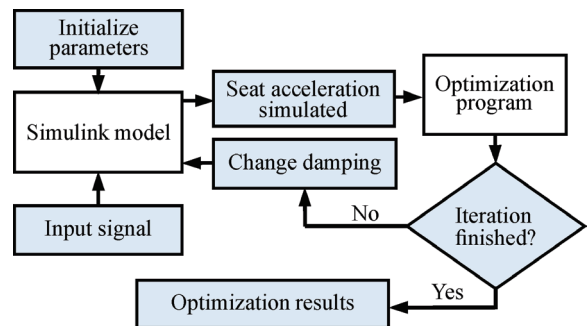 Initialize
parameters
Simulink model
Input signal
Seat acceleration
simulated
Change damping
Optimization
program
Iteration
finished?
No
Yes
Optimization results